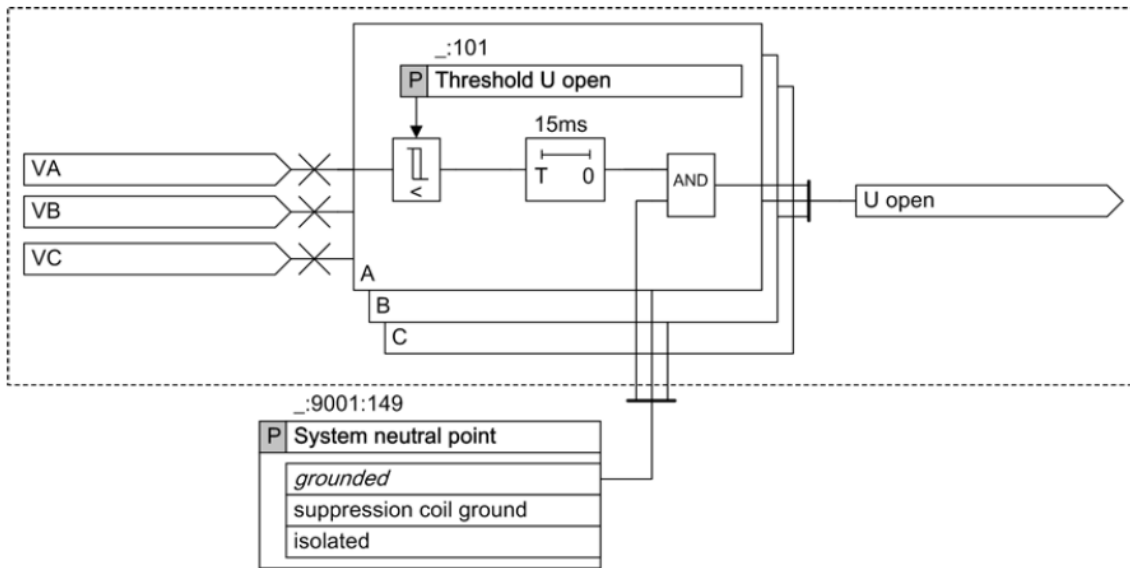 _:101
P Threshold U open
15ms
VA
<
T 0
AND
VB
U open
VC
A
B
C
_:9001:149
P System neutral point
grounded
suppression coil ground
isolated